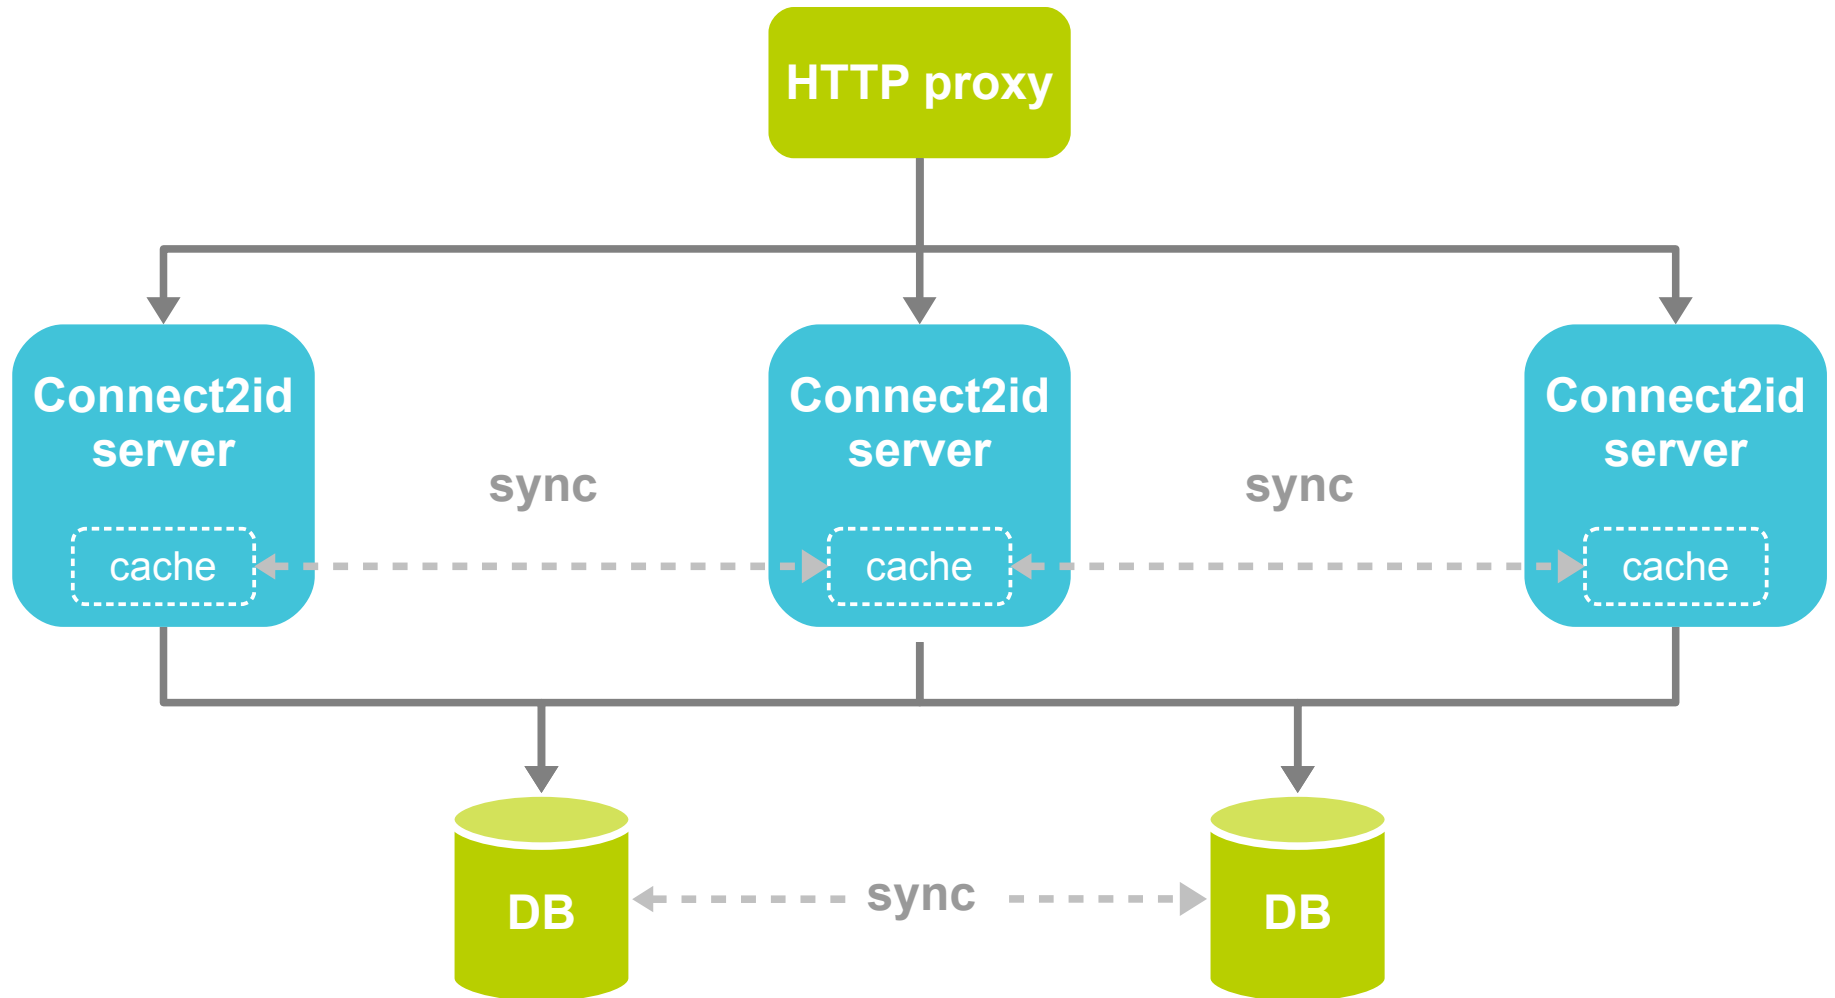 HTTP proxy
Connect2id
server
Connect2id
server
Connect2id
server
sync
sync
cache
cache
cache
DB
sync
DB